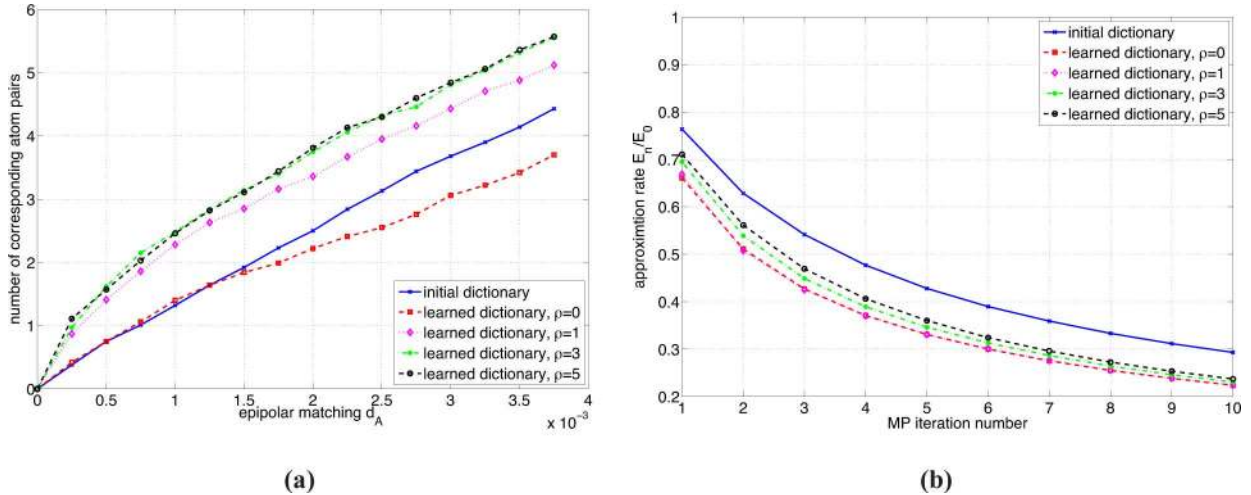 6
5
4
3
2
1
0
number of corresponding atom pairs
0 0.5 1 1.5 2 2.5 3 3.5 4
x 10⁻³
epipolar matching d_A
initial dictionary
learned dictionary, ρ=0
learned dictionary, ρ=1
learned dictionary, ρ=3
learned dictionary, ρ=5
(a)
1
0.9
0.8
0.7
0.6
0.5
0.4
0.3
0.2
approximtion rate E_n/E_0
1 2 3 4 5 6 7 8 9 10
MP iteration number
initial dictionary
learned dictionary, ρ=0
learned dictionary, ρ=1
learned dictionary, ρ=3
learned dictionary, ρ=5
(b)